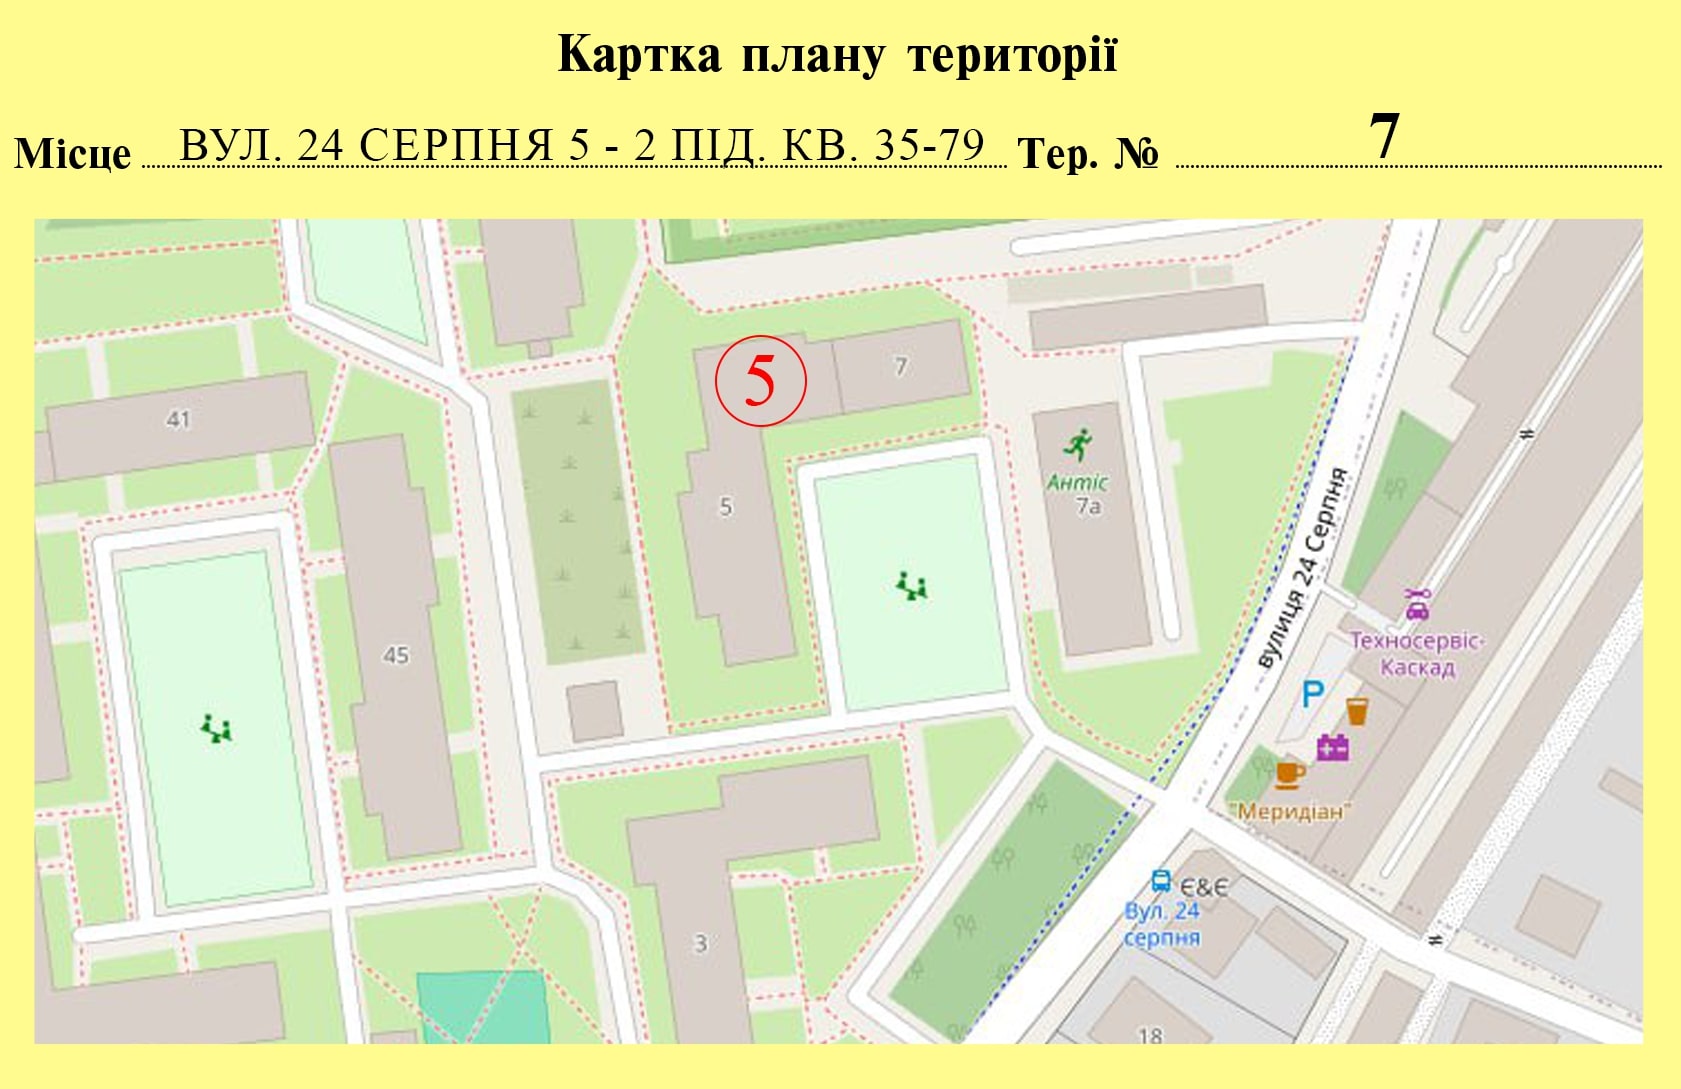 Картка плану території
Місце ВУЛ. 24 СЕРПНЯ 5 - 2 ПІД. КВ. 35-79 Тер. № 7
5
7
41
Антіс
7а
5
вулиця 24 Серпня
45
Техносервіс-
Каскад
P
"Меридіан"
Є&Є
Вул. 24
серпня
3
18